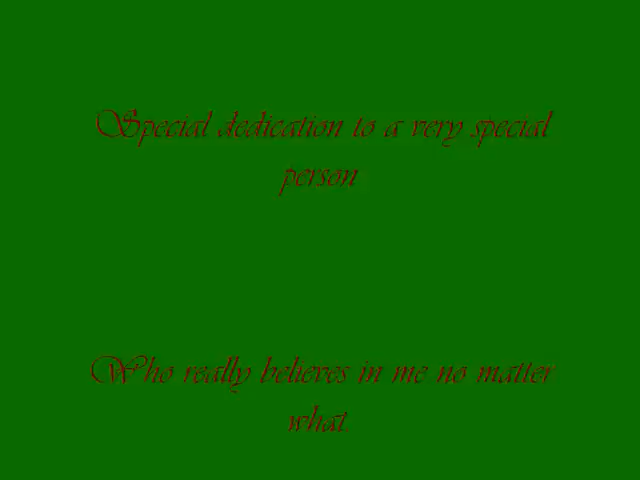 Special dedication to a very special
person
Who really believes in me no matter
what.